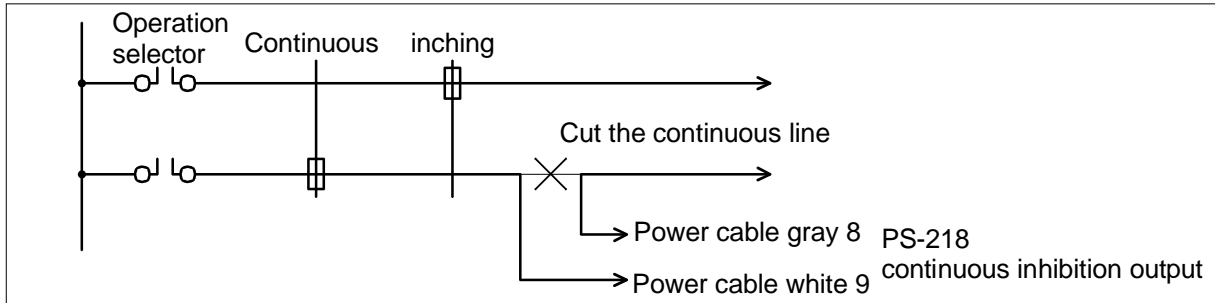 Operation
selector
Continuous
inching
Cut the continuous line
Power cable gray 8
PS-218
continuous inhibition output
Power cable white 9